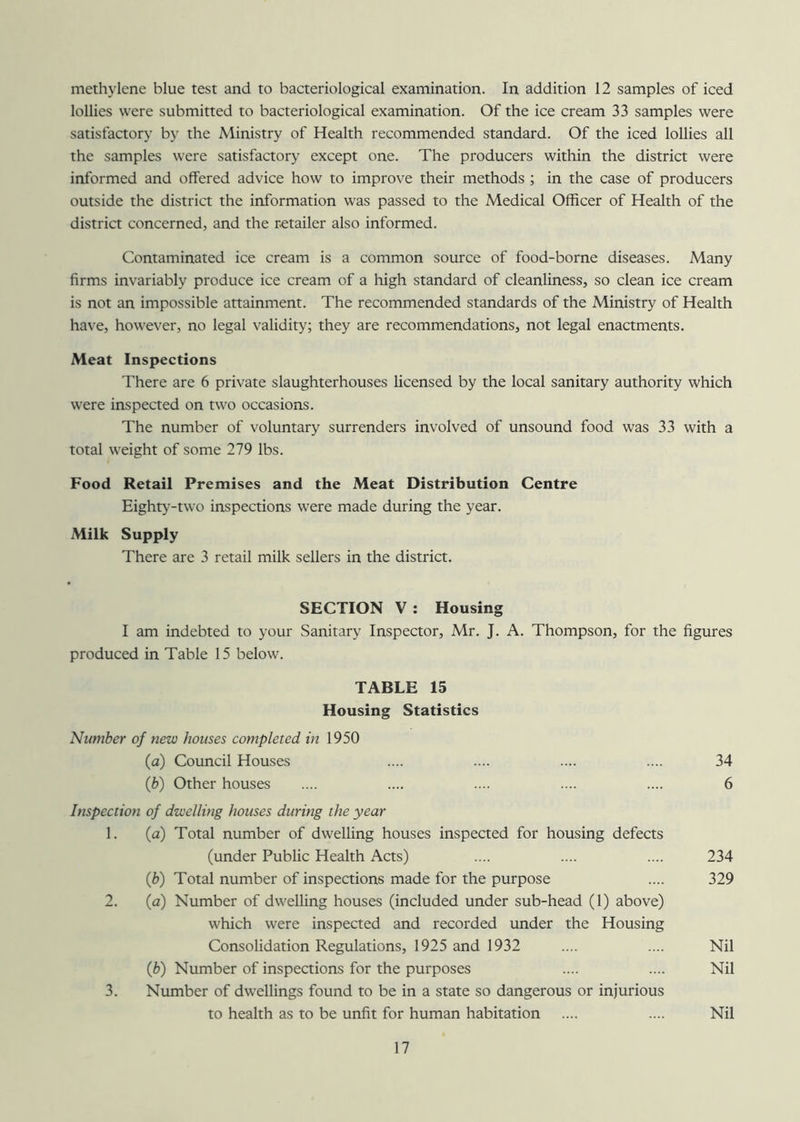 methylene blue test and to bacteriological examination. In addition 12 samples of iced
lollies were submitted to bacteriological examination. Of the ice cream 33 samples were
satisfactory by the Ministry of Health recommended standard. Of the iced lollies all
the samples were satisfactory except one. The producers within the district were
informed and offered advice how to improve their methods ; in the case of producers
outside the district the information was passed to the Medical Officer of Health of the
district concerned, and the retailer also informed.
Contaminated ice cream is a common source of food-borne diseases. Many
firms invariably produce ice cream of a high standard of cleanliness, so clean ice cream
is not an impossible attainment. The recommended standards of the Ministry of Health
have, however, no legal validity; they are recommendations, not legal enactments.
Meat Inspections
There are 6 private slaughterhouses licensed by the local sanitary authority which
were inspected on two occasions.
The number of voluntary surrenders involved of unsound food was 33 with a
total weight of some 279 lbs.
Food Retail Premises and the Meat Distribution Centre
Eighty-two inspections were made during the year.
Milk Supply
There are 3 retail milk sellers in the district.
SECTION V : Housing
I am indebted to your Sanitary Inspector, Mr. J. A. Thompson, for the figures
produced in Table 15 below.
TABLE 15
Housing Statistics
Number of new houses completed in 1950
(a) Council Houses .... .... .... .... 34
(b) Other houses .... .... .... .... .... 6
Inspection of dwelling houses during the year
1. (a) Total number of dwelling houses inspected for housing defects
(under Public Health Acts) .... .... .... 234
(b) Total number of inspections made for the purpose .... 329
2. (a) Number of dwelling houses (included under sub-head (1) above)
which were inspected and recorded under the Housing
Consolidation Regulations, 1925 and 1932 .... .... Nil
(b) Number of inspections for the purposes .... .... Nil
3. Number of dwellings found to be in a state so dangerous or injurious
to health as to be unfit for human habitation .... .... Nil
17